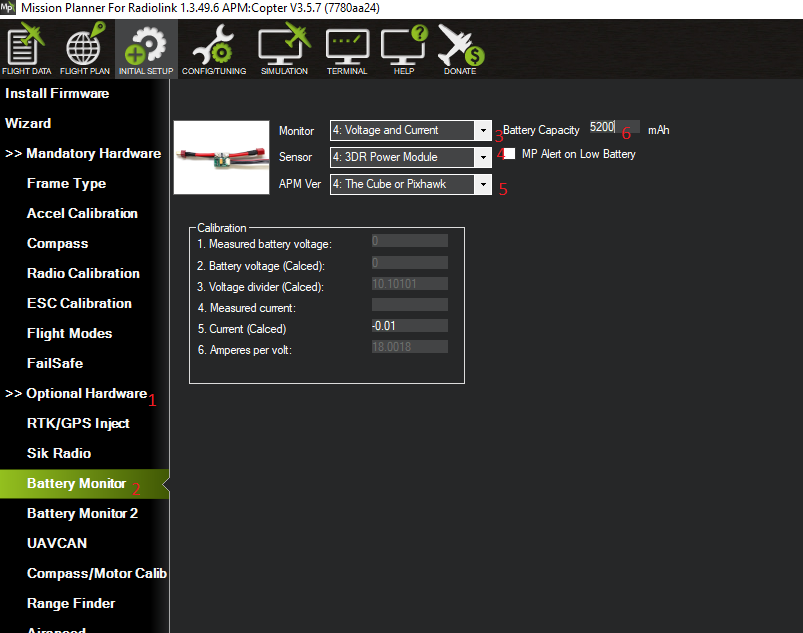 Mp Mission Planner For Radiolink 1.3.49.6 APM:Copter V3.5.7 (7780aa24)
FLIGHT DATA FLIGHT PLAN INITIAL SETUP CONFIG/TUNING SIMULATION TERMINAL HELP DONATE
Install Firmware
Wizard
>> Mandatory Hardware
Frame Type
Accel Calibration
Compass
Radio Calibration
ESC Calibration
Flight Modes
FailSafe
>> Optional Hardware 1
RTK/GPS Inject
Sik Radio
Battery Monitor 2
Battery Monitor 2
UAVCAN
Compass/Motor Calib
Range Finder
Airspeed
Monitor 4: Voltage and Current 3 Battery Capacity 5200 6 mAh
Sensor 4: 3DR Power Module 4 MP Alert on Low Battery
APM Ver 4: The Cube or Pixhawk 5
Calibration
1. Measured battery voltage: 0
2. Battery voltage (Calced): 0
3. Voltage divider (Calced): 10.10101
4. Measured current:
5. Current (Calced) -0.01
6. Amperes per volt: 18.0018